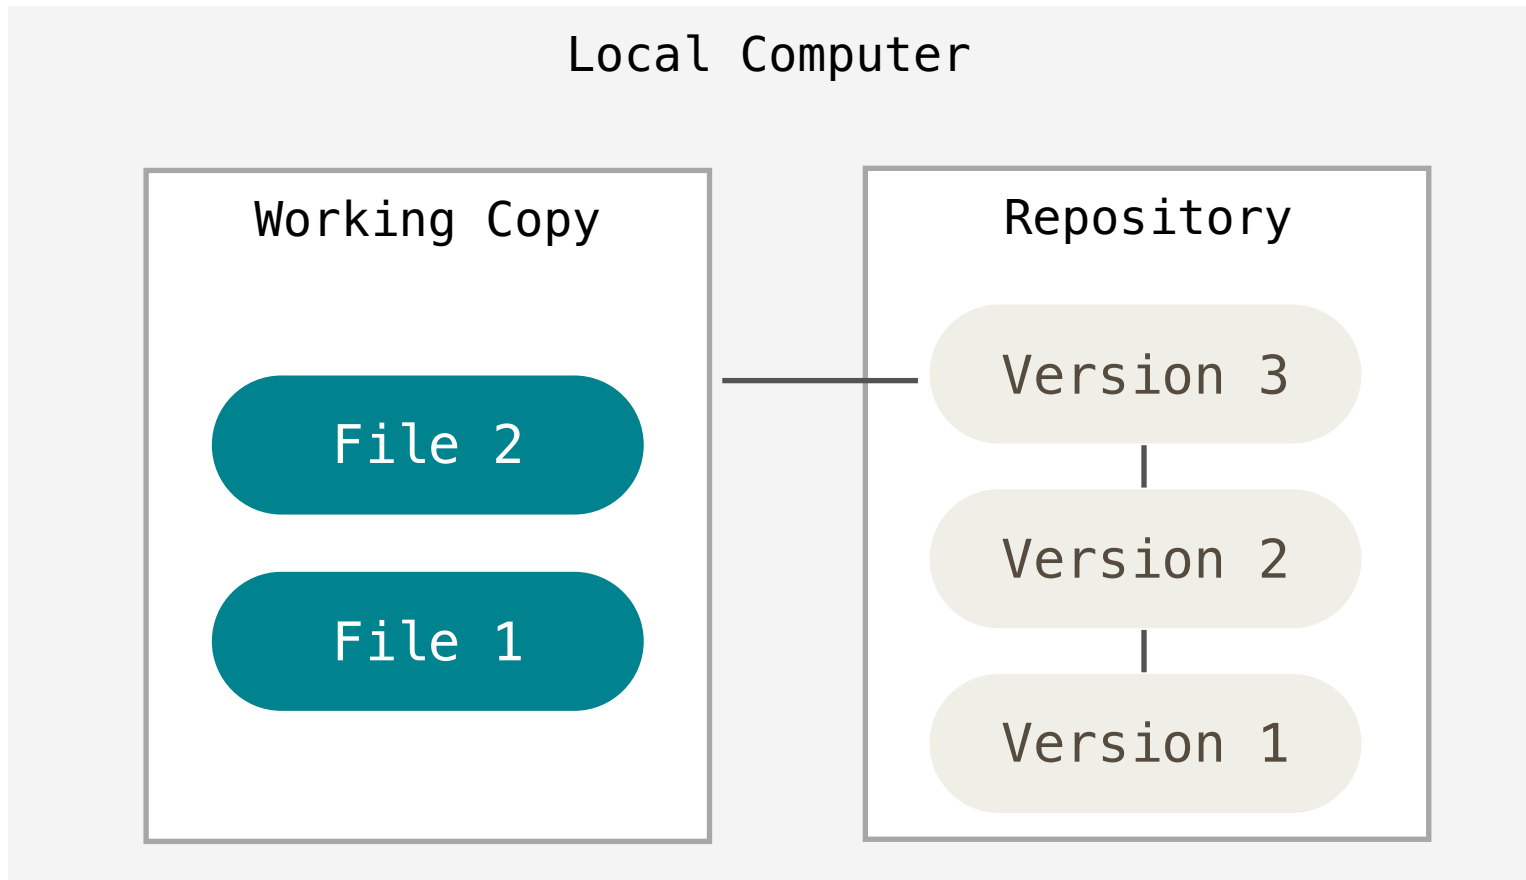 Local Computer
Working Copy
File 2
File 1
Repository
Version 3
Version 2
Version 1